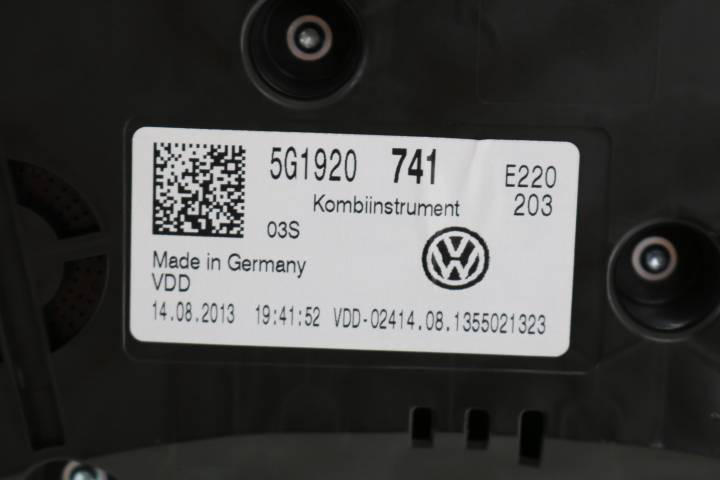 5G1920 741 E220
Kombiinstrument 203
03S
Made in Germany
VDD
14.08.2013 19:41:52 VDD-02414.08.1355021323